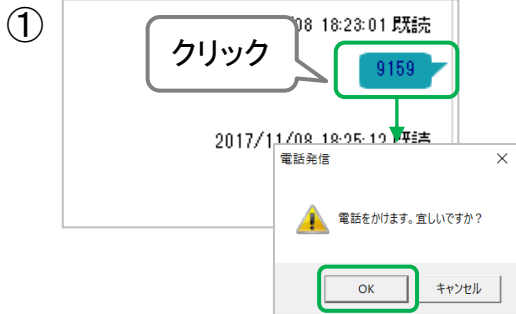 ①
/08 18:23:01 既読
クリック
9159
2017/11/08 18:25:12 既読
電話発信
電話をかけます。宜しいですか？
OK
キャンセル